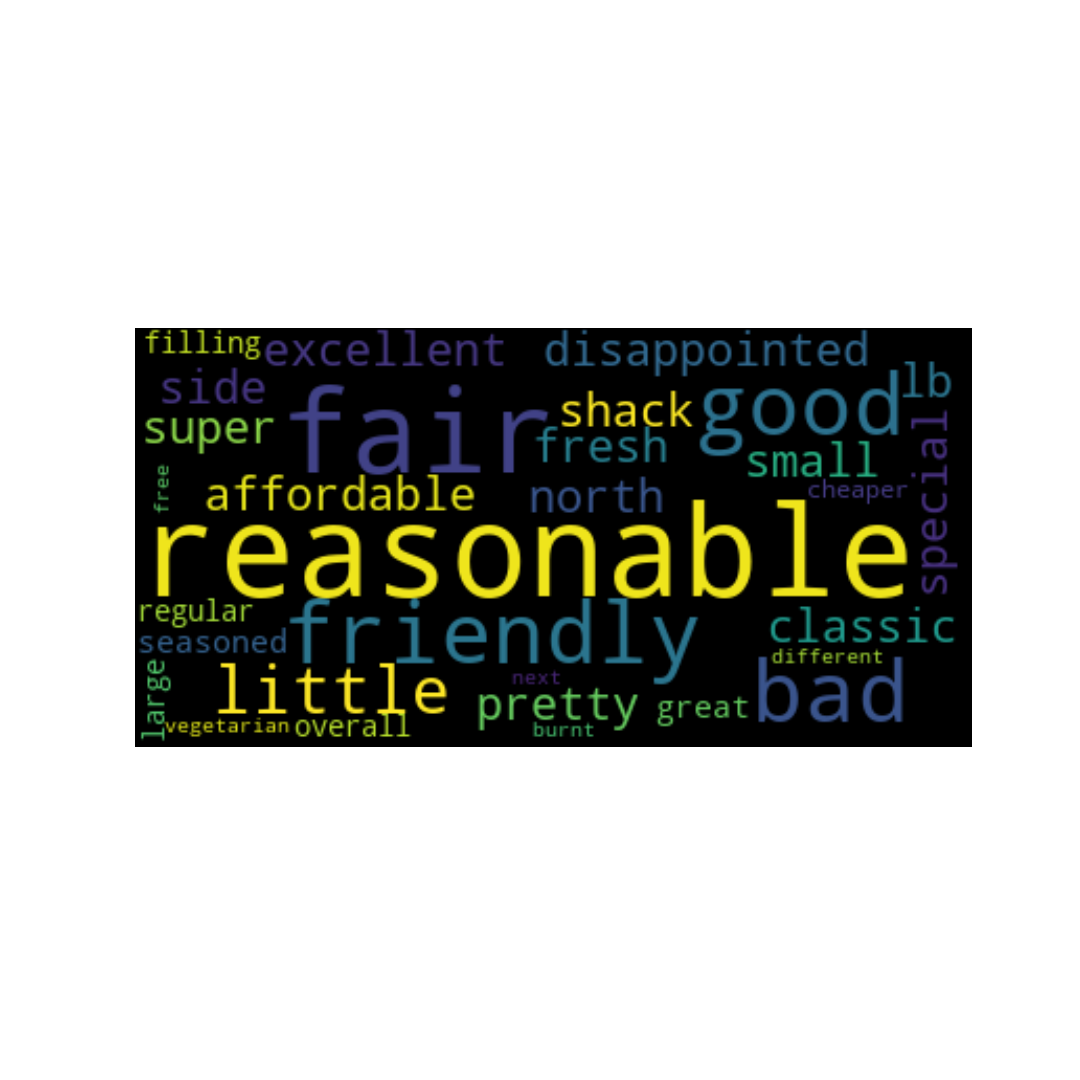 filling
excellent
disappointed
side
fair
shack
good
lb
super
fresh
small
special
free
affordable
north
cheaper
reasonable
regular
friendly
classic
seasoned
different
large
little
next
pretty
great
bad
vegetarian
overall
burnt